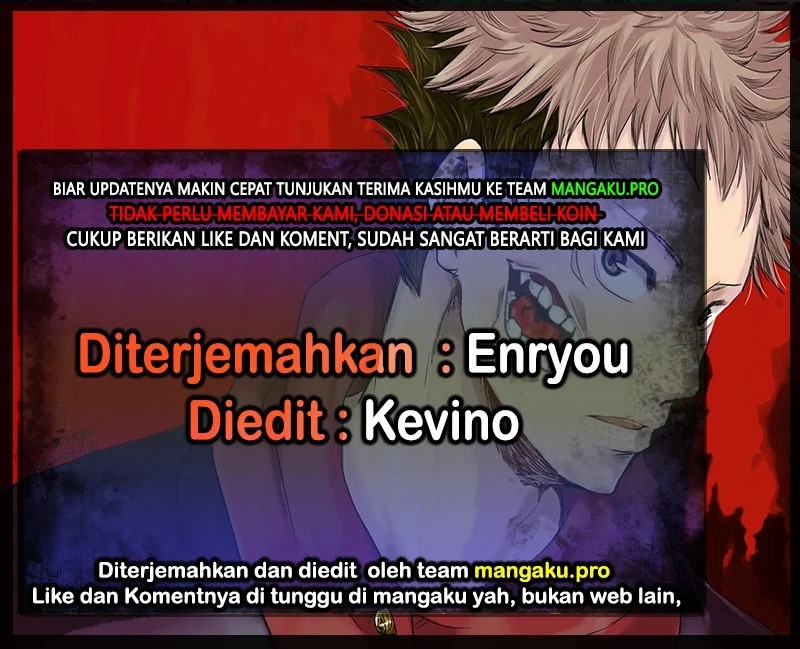 BIAR UPDATENYA MAKIN CEPAT TUNJUKAN TERIMA KASIHMU KE TEAM MANGAKU.PRO
TIDAK PERLU MEMBAYAR KAMI, DONASI ATAU MEMBELI KOIN
CUKUP BERIKAN LIKE DAN KOMENT, SUDAH SANGAT BERARTI BAGI KAMI
Diterjemahkan : Enryou
Diedit : Kevino
Diterjemahkan dan diedit oleh team mangaku.pro
Like dan Komentnya di tunggu di mangaku yah, bukan web lain,